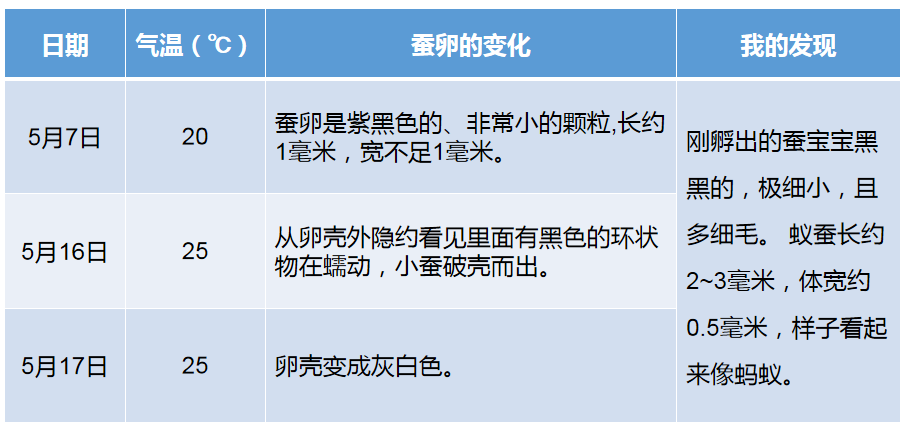 日期
气温（℃）
蚕卵的变化
我的发现
5月7日
20
蚕卵是紫黑色的、非常小的颗粒,长约
1毫米，宽不足1毫米。
5月16日
25
从卵壳外隐约看见里面有黑色的环状
物在蠕动，小蚕破壳而出。
5月17日
25
卵壳变成灰白色。
刚孵出的蚕宝宝黑
黑的，极细小，且
多细毛。 蚁蚕长约
2~3毫米，体宽约
0.5毫米，样子看起
来像蚂蚁。